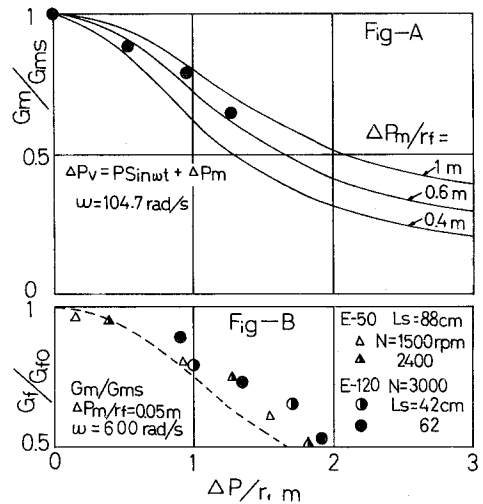 Fig-A
Gm/Gms
1
0.5
0
ΔPm/rf=
1 m
0.6 m
0.4 m
ΔPv = PSinωt + ΔPm
ω=104.7 rad/s
Fig-B
Gf/Gfo
1
0.5
Gm/Gms
ΔPm/rf=0.05m
ω=600 rad/s
E-50 Ls=88cm
N=1500rpm
2400
E-120 N=3000
Ls=42cm
62
0 1 2 3
ΔP/r, m